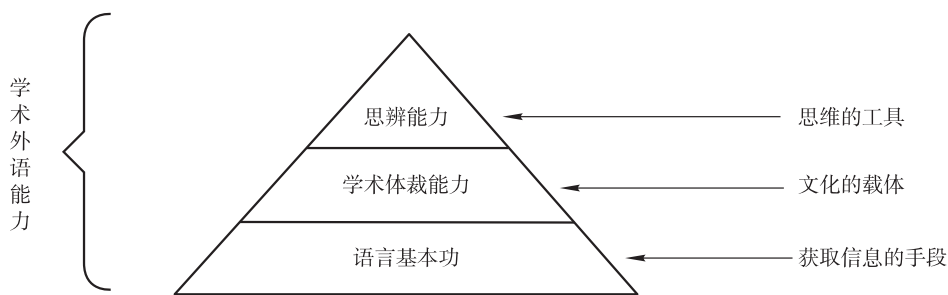 学术外语能力
思辨能力
思维的工具
学术体裁能力
文化的载体
语言基本功
获取信息的手段